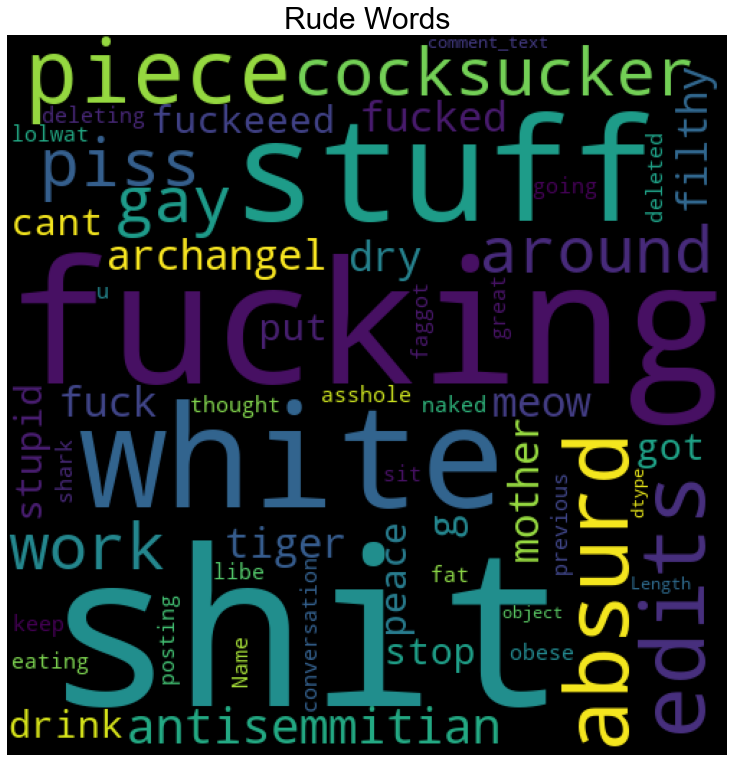 Rude Words
comment_text
piece cocksucker
deleting fuckeeed fucked filthy
lolwat
piss stuff
deleted
going
gay
cant
archangel dry around
fucking
u
put faggot great
stupid
fuck thought asshole naked meow
white
shark sit
mother absurd got
dtype edits
previous
g
work tiger peace
libe conversation fat Length
shit
keep posting object
eating Name stop obese
drink antisemmitian